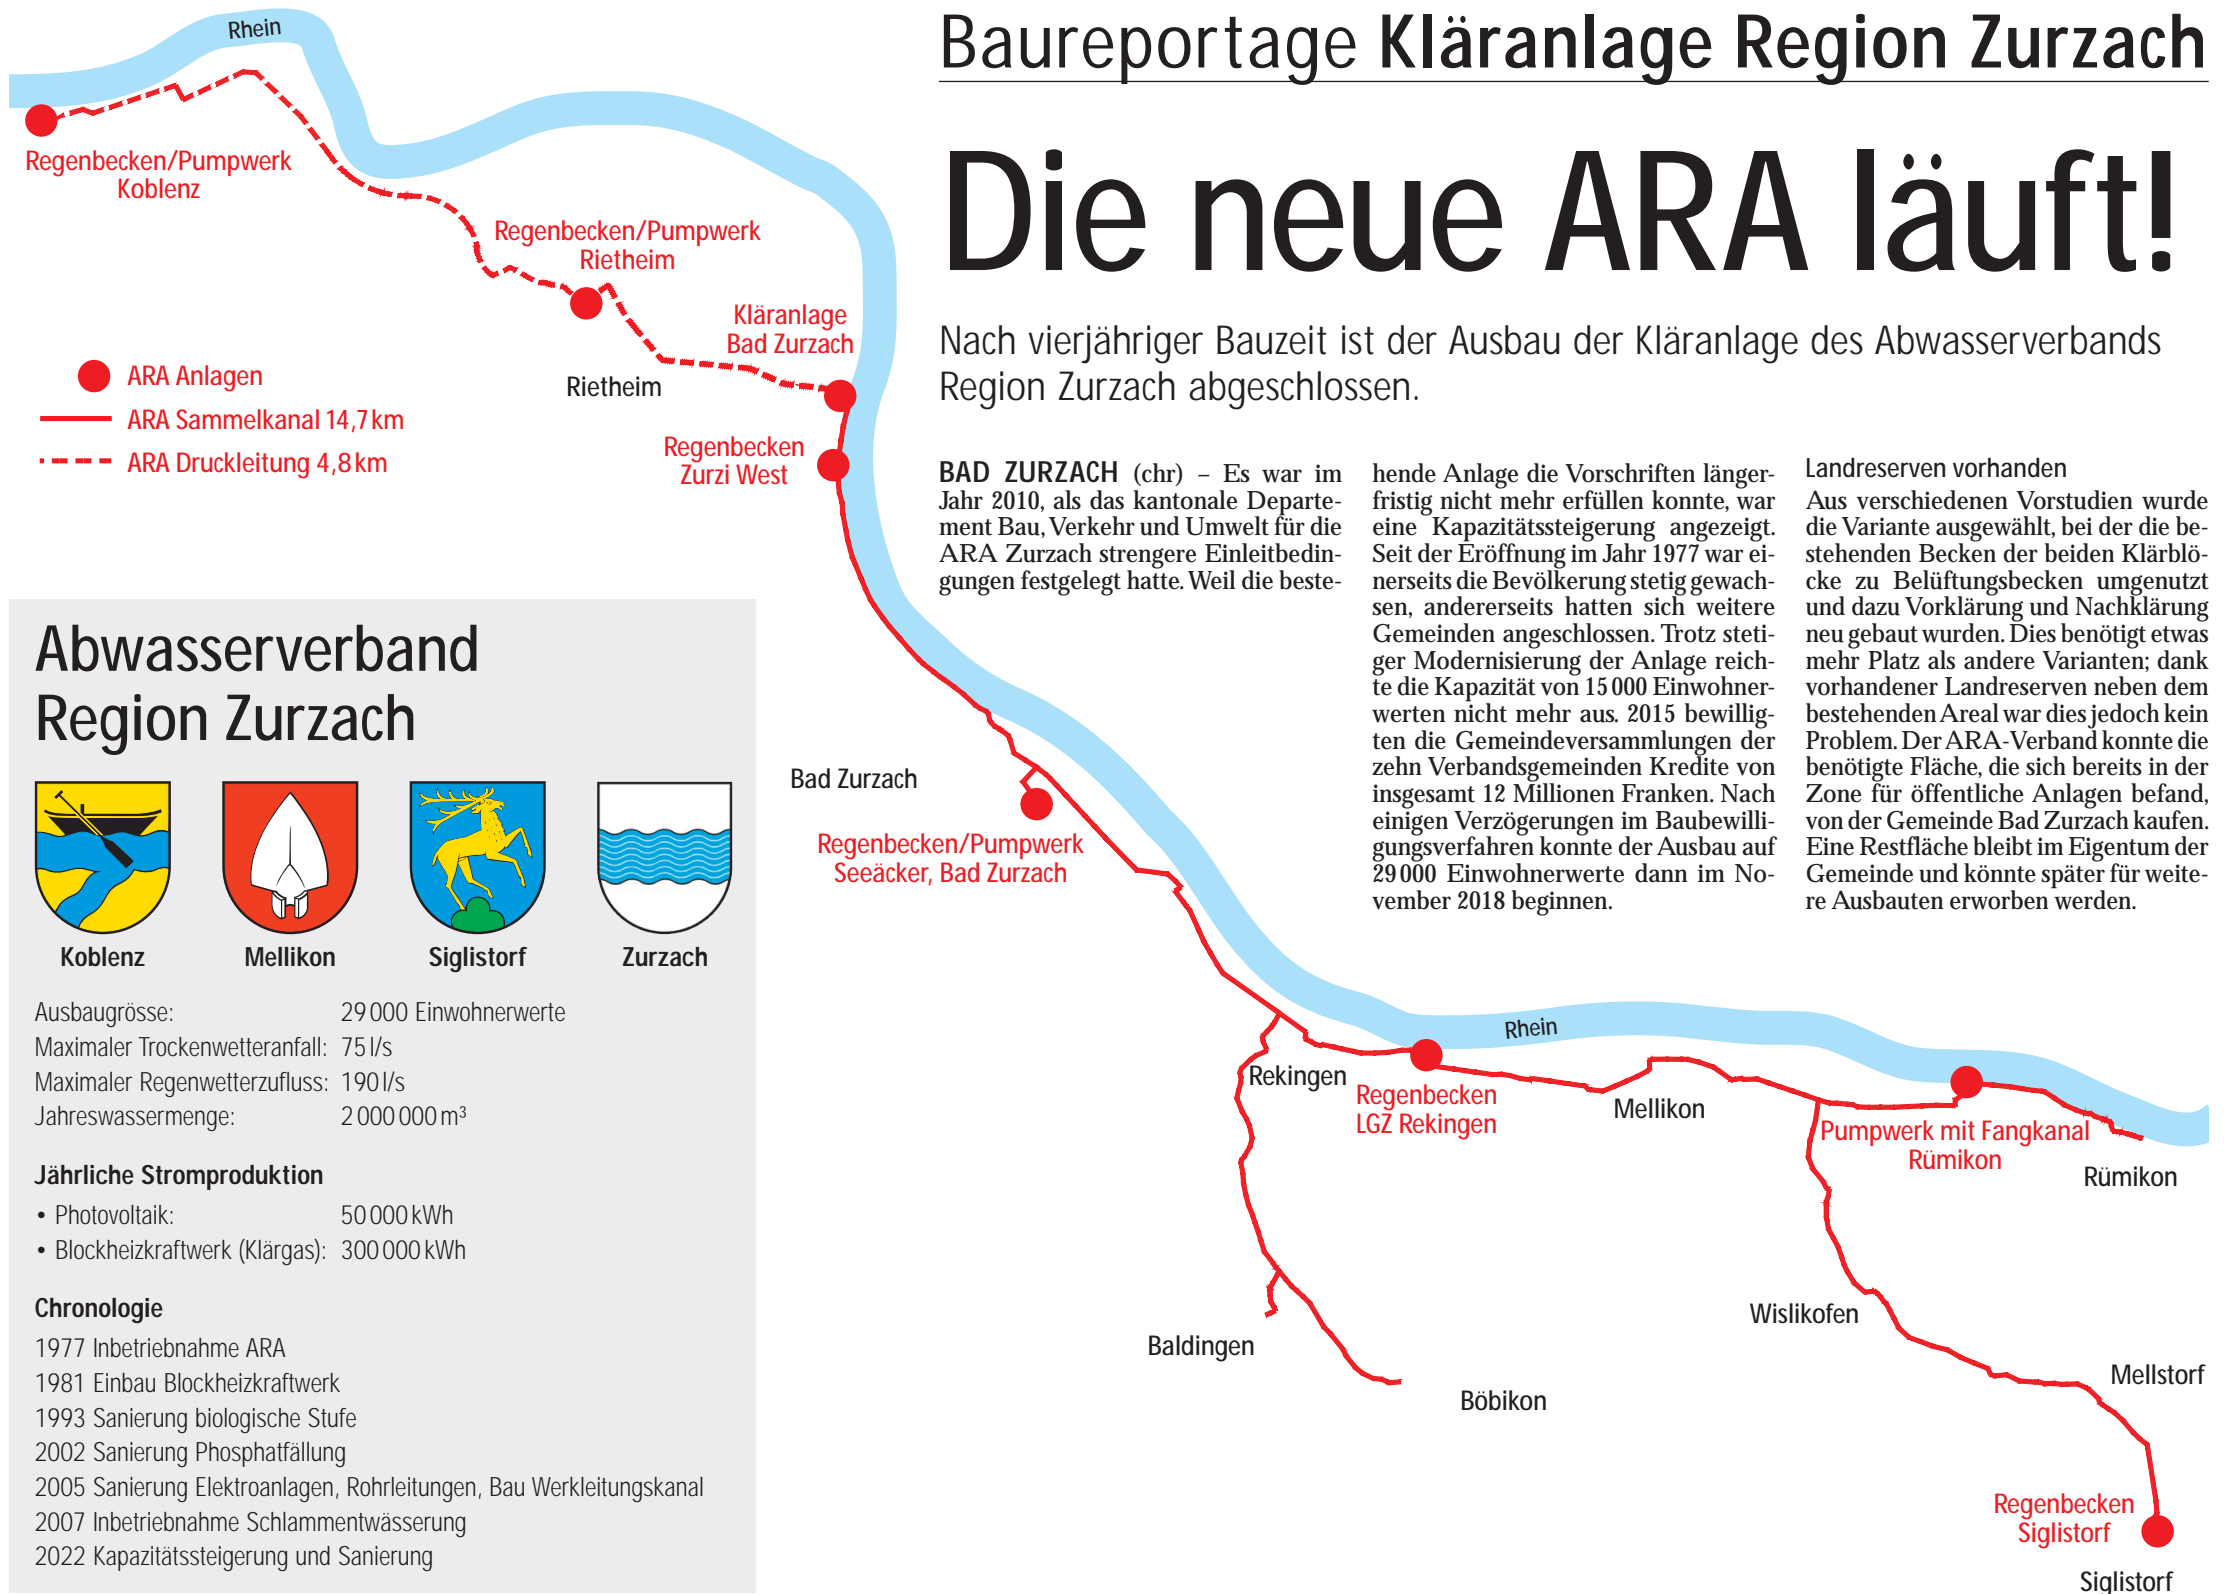 Baureportage Kläranlage Region Zurzach
Die neue ARA läuft!
Nach vierjähriger Bauzeit ist der Ausbau der Kläranlage des Abwasserverbands
Region Zurzach abgeschlossen.
BAD ZURZACH (chr) – Es war im
Jahr 2010, als das kantonale Departe-
ment Bau, Verkehr und Umwelt für die
ARA Zurzach strengere Einleitbedin-
gungen festgelegt hatte. Weil die beste-
hende Anlage die Vorschriften länger-
fristig nicht mehr erfüllen konnte, war
eine Kapazitätssteigerung angezeigt.
Seit der Eröffnung im Jahr 1977 war ei-
nerseits die Bevölkerung stetig gewach-
sen, andererseits hatten sich weitere
Gemeinden angeschlossen. Trotz steti-
ger Modernisierung der Anlage reich-
te die Kapazität von 15 000 Einwohner-
werten nicht mehr aus. 2015 bewillig-
ten die Gemeindeversammlungen der
zehn Verbandsgemeinden Kredite von
insgesamt 12 Millionen Franken. Nach
einigen Verzögerungen im Baubewilli-
gungsverfahren konnte der Ausbau auf
29 000 Einwohnerwerte dann im No-
vember 2018 beginnen.
Landreserven vorhanden
Aus verschiedenen Vorstudien wurde
die Variante ausgewählt, bei der die be-
stehenden Becken der beiden Klärblö-
cke zu Belüftungsbecken umgenutzt
und dazu Vorklärung und Nachklärung
neu gebaut wurden. Dies benötigt etwas
mehr Platz als andere Varianten; dank
vorhandener Landreserven neben dem
bestehenden Areal war dies jedoch kein
Problem. Der ARA-Verband konnte die
benötigte Fläche, die sich bereits in der
Zone für öffentliche Anlagen befand,
von der Gemeinde Bad Zurzach kaufen.
Eine Restfläche bleibt im Eigentum der
Gemeinde und könnte später für weite-
re Ausbauten erworben werden.
Rhein
Regenbecken/Pumpwerk
Koblenz
Regenbecken/Pumpwerk
Rietheim
Kläranlage
Bad Zurzach
Rietheim
ARA Anlagen
ARA Sammelkanal 14,7 km
ARA Druckleitung 4,8 km
Regenbecken
Zurzi West
Bad Zurzach
Regenbecken/Pumpwerk
Seeäcker, Bad Zurzach
Rhein
Rekingen
Regenbecken
LGZ Rekingen
Mellikon
Pumpwerk mit Fangkanal
Rümikon
Rümikon
Baldingen
Böbikon
Wislikofen
Mellstorf
Regenbecken
Siglistorf
Siglistorf
Abwasserverband
Region Zurzach
Koblenz
Mellikon
Siglistorf
Zurzach
Ausbaugrösse: 29 000 Einwohnerwerte
Maximaler Trockenwetteranfall: 75 l/s
Maximaler Regenwetterzufluss: 190 l/s
Jahreswassermenge: 2 000 000 m³
Jährliche Stromproduktion
• Photovoltaik: 50 000 kWh
• Blockheizkraftwerk (Klärgas): 300 000 kWh
Chronologie
1977 Inbetriebnahme ARA
1981 Einbau Blockheizkraftwerk
1993 Sanierung biologische Stufe
2002 Sanierung Phosphatfällung
2005 Sanierung Elektroanlagen, Rohrleitungen, Bau Werkleitungskanal
2007 Inbetriebnahme Schlammentwässerung
2022 Kapazitätssteigerung und Sanierung